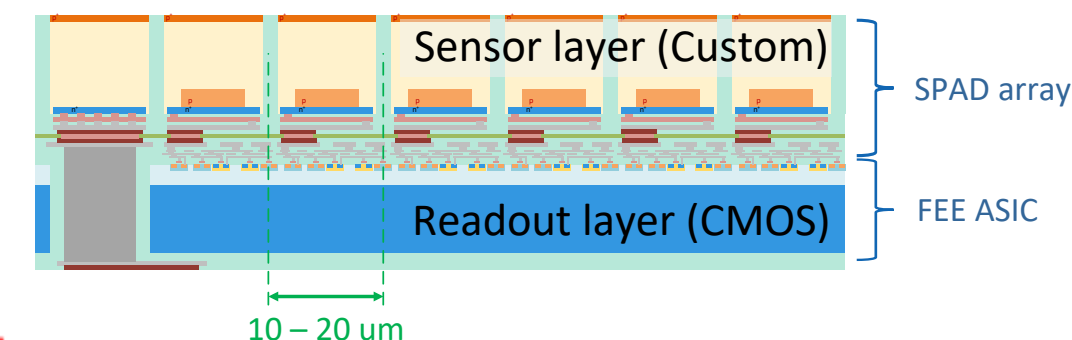 p+ p+ p+
Sensor layer (Custom)
SPAD array
p p p p p p
n+ n+ n+ n+ n+ n+ n+
FEE ASIC
Readout layer (CMOS)
10 – 20 um